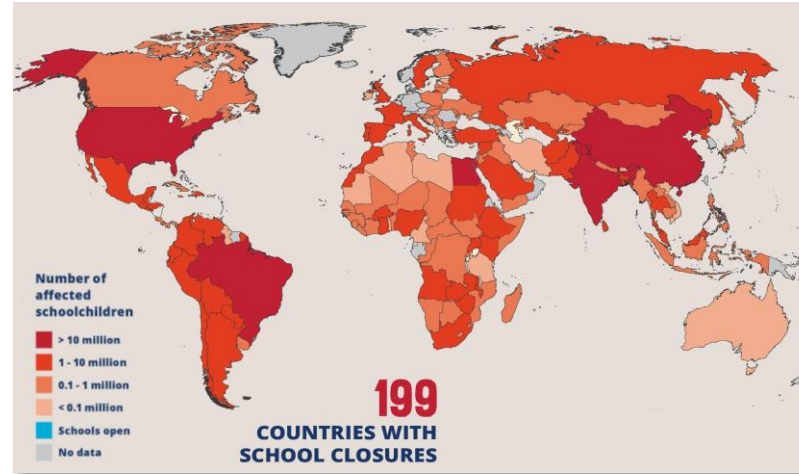 Number of
affected
schoolchildren
> 10 million
1 - 10 million
0.1 - 1 million
< 0.1 million
Schools open
No data
199
COUNTRIES WITH
SCHOOL CLOSURES